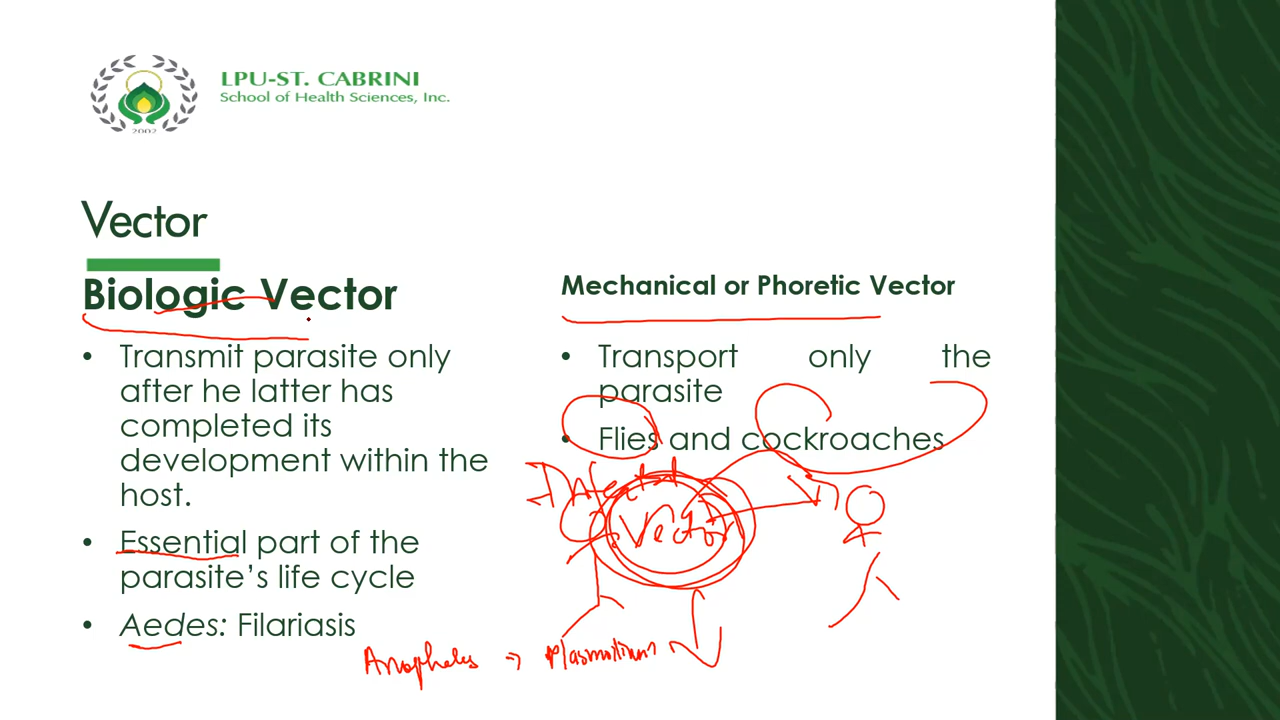 LPU-ST. CABRINI
School of Health Sciences, Inc.
2002
Vector
Biologic Vector
• Transmit parasite only
after he latter has
completed its
development within the
host.
• Essential part of the
parasite’s life cycle
• Aedes: Filariasis
Mechanical or Phoretic Vector
• Transport only the
parasite
• Flies and cockroaches
Infected
Vector
Anopheles → Plasmodium